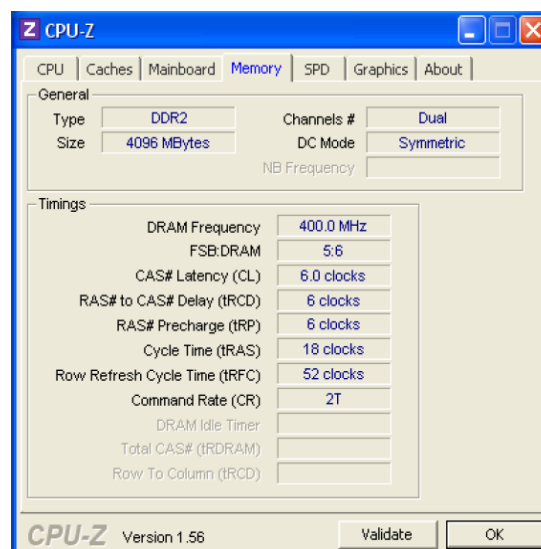 Z CPU-Z
CPU Caches Mainboard Memory SPD Graphics About
General
Type DDR2 Channels # Dual
Size 4096 MBytes DC Mode Symmetric
NB Frequency
Timings
DRAM Frequency 400.0 MHz
FSB:DRAM 5:6
CAS# Latency (CL) 6.0 clocks
RAS# to CAS# Delay (tRCD) 6 clocks
RAS# Precharge (tRP) 6 clocks
Cycle Time (tRAS) 18 clocks
Row Refresh Cycle Time (tRFC) 52 clocks
Command Rate (CR) 2T
DRAM Idle Timer
Total CAS# (tRDRAM)
Row To Column (tRCD)
CPU-Z Version 1.56 Validate OK